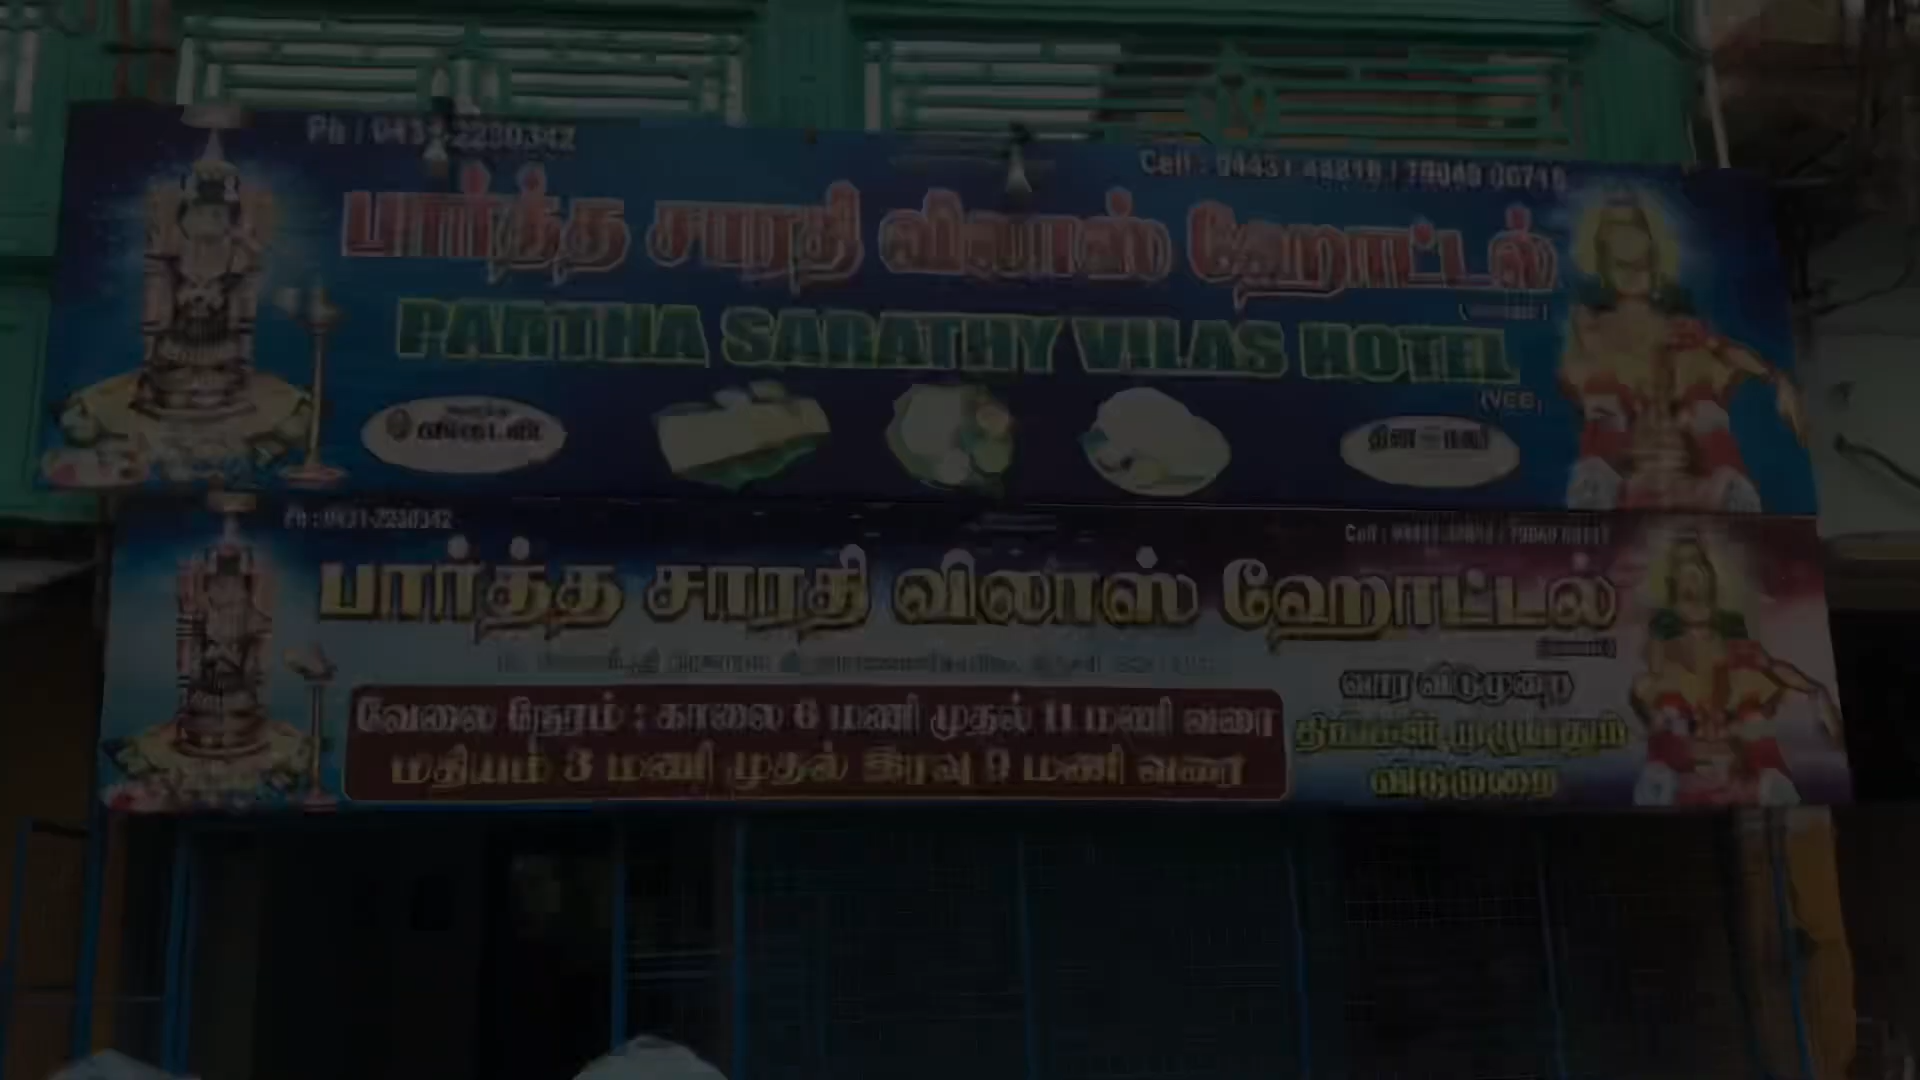 Ph : 0431-2230342
பார்த்த சாரதி விலாஸ் ஹோட்டல்
PARTHA SARATHY VILAS HOTEL
(VEG)
Ph : 0431-2230342
Cell :
பார்த்த சாரதி விலாஸ் ஹோட்டல்
வேலை நேரம் : காலை 6 மணி முதல் 11 மணி வரை
மதியம் 3 மணி முதல் இரவு 9 மணி வரை
வார விடுமுறை
திங்கள் முழுவதும்
விடுமுறை